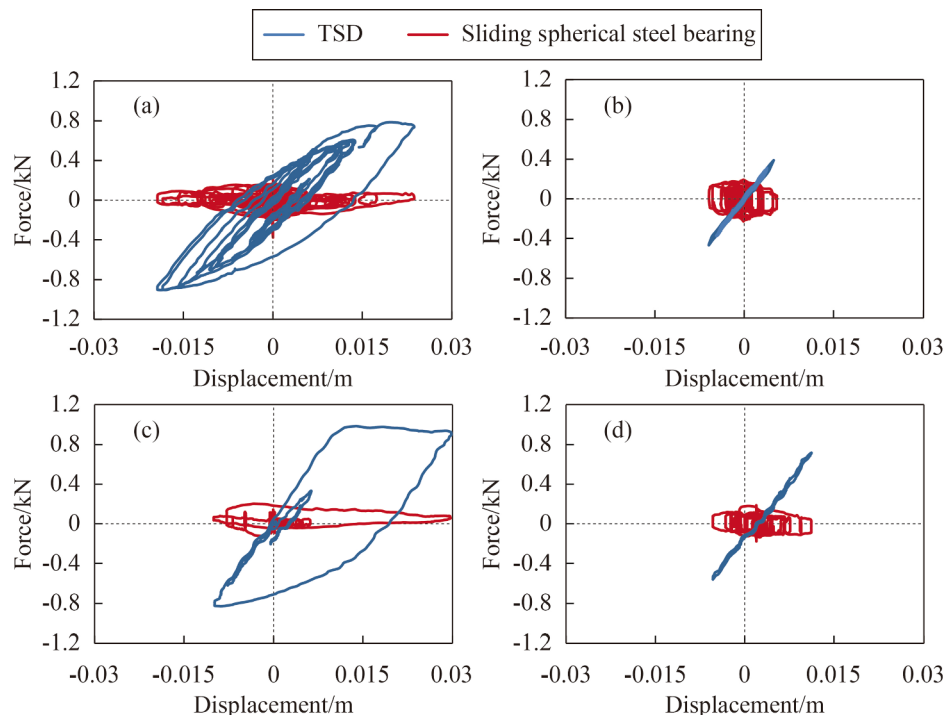 TSD Sliding spherical steel bearing
(a) (b)
Force/kN Force/kN
1.2 1.2
0.8 0.8
0.4 0.4
0 0
-0.4 -0.4
-0.8 -0.8
-1.2 -1.2
-0.03 -0.015 0 0.015 0.03 -0.03 -0.015 0 0.015 0.03
Displacement/m Displacement/m
(c) (d)
Force/kN Force/kN
1.2 1.2
0.8 0.8
0.4 0.4
0 0
-0.4 -0.4
-0.8 -0.8
-1.2 -1.2
-0.03 -0.015 0 0.015 0.03 -0.03 -0.015 0 0.015 0.03
Displacement/m Displacement/m